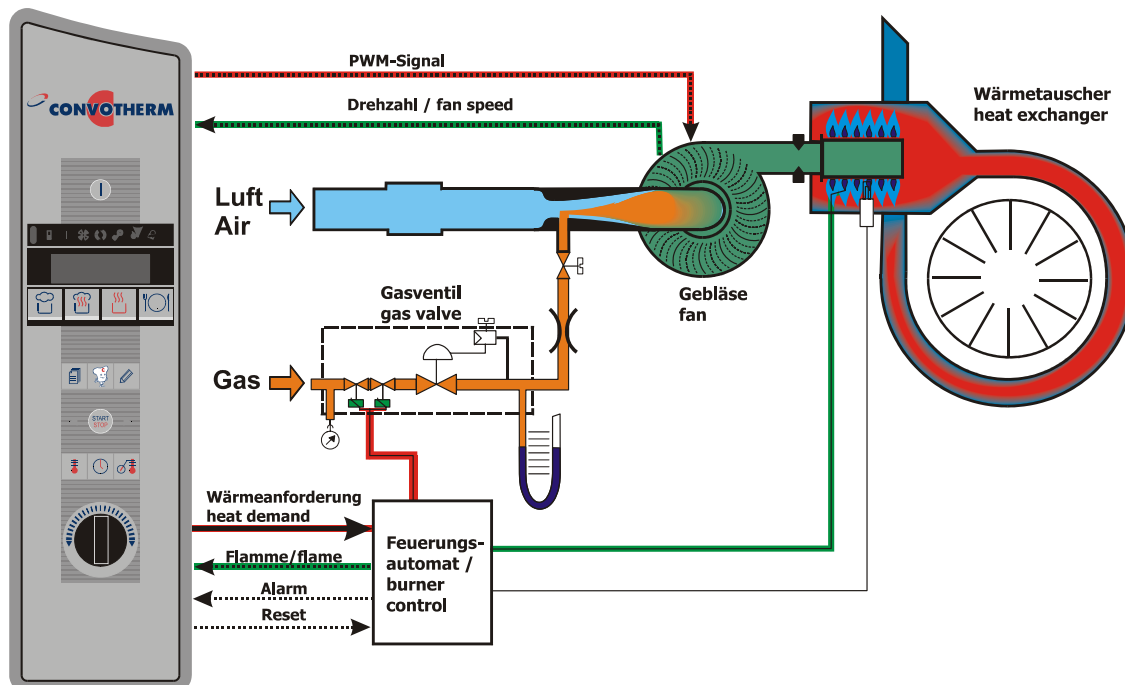 CONVOTHERM
START
STOP
PWM-Signal
Drehzahl / fan speed
Luft
Air
Gebläse
fan
Wärmetauscher
heat exchanger
Gasventil
gas valve
Gas
Wärmeanforderung
heat demand
Flamme/flame
Alarm
Reset
Feuerungs-
automat /
burner
control